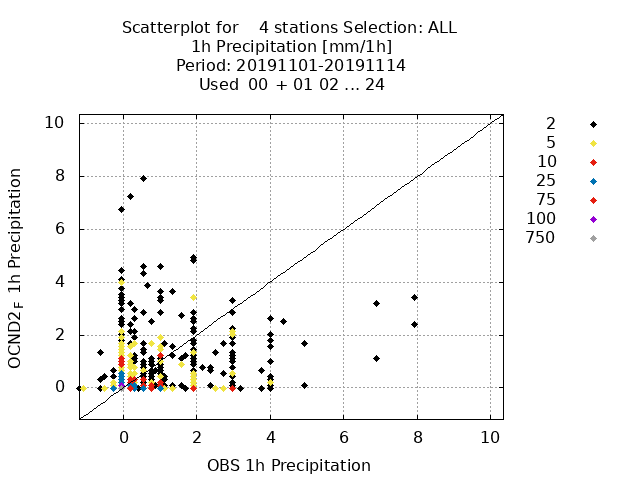 Scatterplot for    4 stations Selection: ALL
1h Precipitation [mm/1h]
Period: 20191101-20191114
Used  00 + 01 02 ... 24
10
8
6
4
2
0
OCND2F 1h Precipitation
0 2 4 6 8 10
OBS 1h Precipitation
2
5
10
25
75
100
750